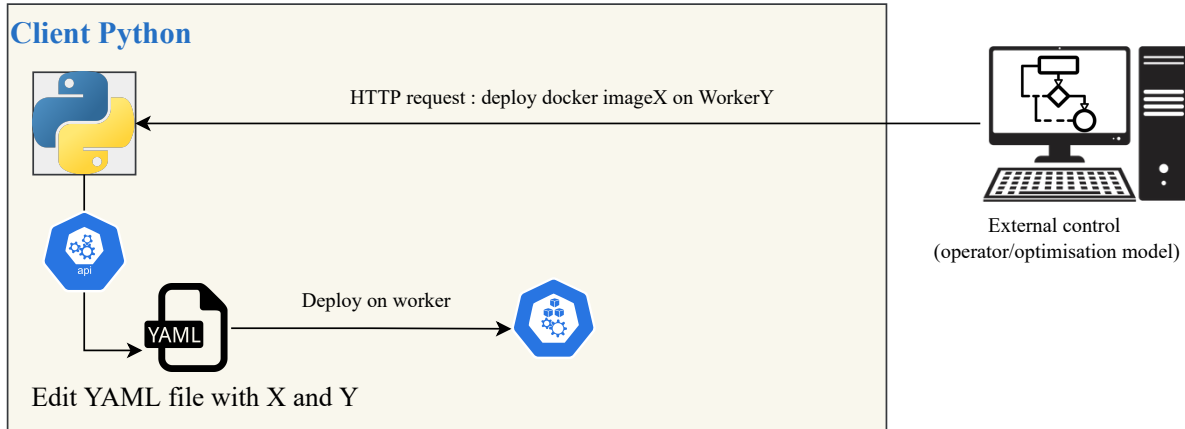 Client Python
HTTP request : deploy docker imageX on WorkerY
External control
(operator/optimisation model)
api
Deploy on worker
YAML
Edit YAML file with X and Y